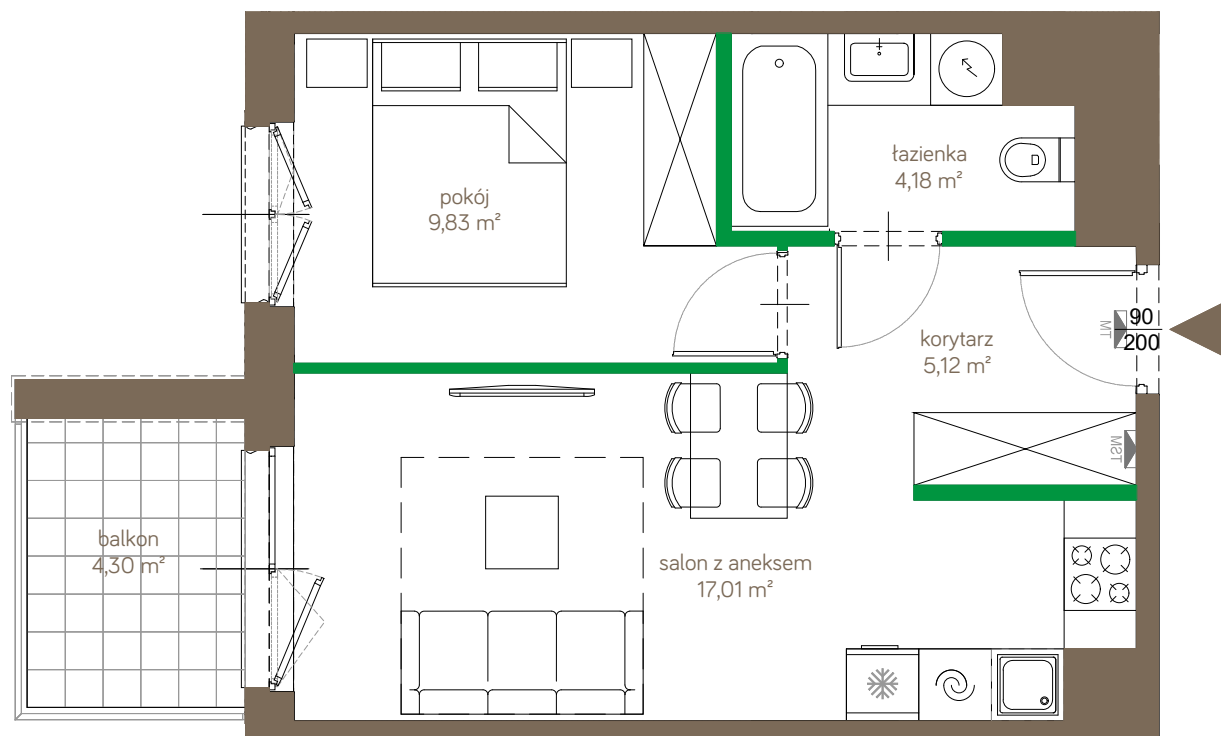 łazienka
4,18 m²
pokój
9,83 m²
90
200
MT
korytarz
5,12 m²
MST
balkon
4,30 m²
salon z aneksem
17,01 m²